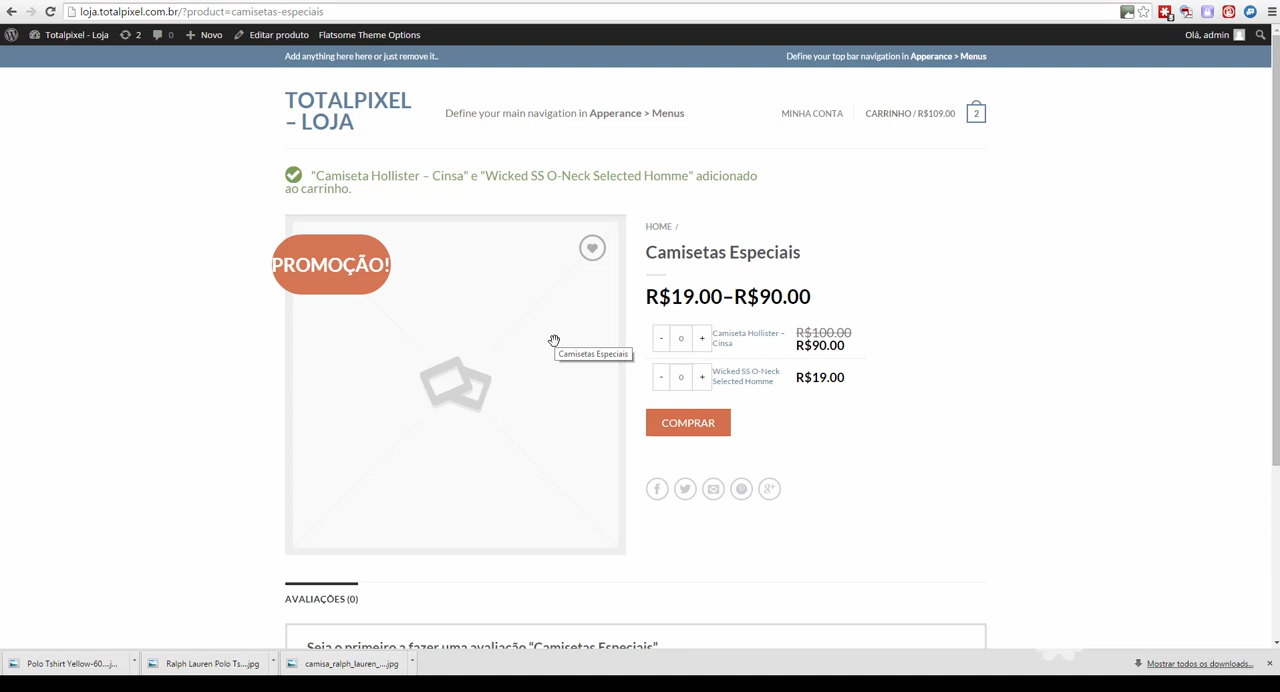 loja.totalpixel.com.br/?product=camisetas-especiais
Totalpixel - Loja 2 0 Novo Editar produto Flatsome Theme Options Olá, admin
Add anything here here or just remove it..
Define your top bar navigation in Apperance > Menus
TOTALPIXEL
– LOJA
Define your main navigation in Apperance > Menus
MINHA CONTA
CARRINHO / R$109.00
2
"Camiseta Hollister – Cinsa" e "Wicked SS O-Neck Selected Homme" adicionado
ao carrinho.
PROMOÇÃO!
Camisetas Especiais
HOME /
Camisetas Especiais
R$19.00–R$90.00
- 0 +
Camiseta Hollister –
Cinsa
R$100.00
R$90.00
- 0 +
Wicked SS O-Neck
Selected Homme
R$19.00
COMPRAR
AVALIAÇÕES (0)
Seja o primeiro a fazer uma avaliação “Camisetas Especiais”
Polo Tshirt Yellow-60....j...
Ralph Lauren Polo Ts...jpg
camisa_ralph_lauren_...jpg
Mostrar todos os downloads...